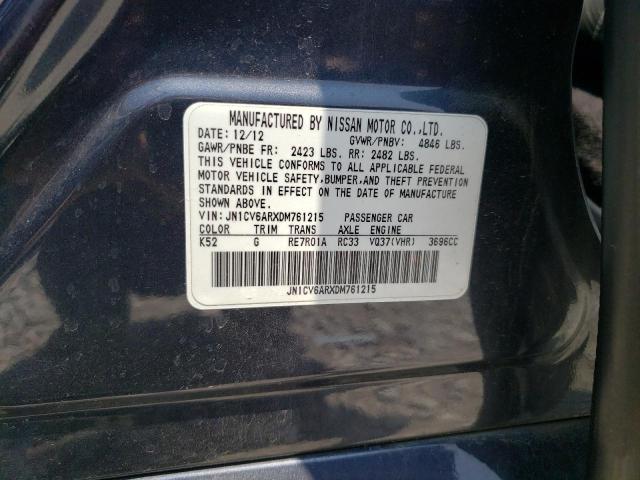 MANUFACTURED BY NISSAN MOTOR CO.,LTD.
DATE: 12/12 GVWR/PNBV: 4846 LBS.
GAWR/PNBE FR: 2423 LBS. RR: 2482 LBS.
THIS VEHICLE CONFORMS TO ALL APPLICABLE FEDERAL
MOTOR VEHICLE SAFETY,BUMPER,AND THEFT PREVENTION
STANDARDS IN EFFECT ON THE DATE OF MANUFACTURE
SHOWN ABOVE.
VIN: JN1CV6ARXDM761215 PASSENGER CAR
COLOR TRIM TRANS AXLE ENGINE
K52 G RE7R01A RC33 VQ37(VHR) 3696CC
JN1CV6ARXDM761215